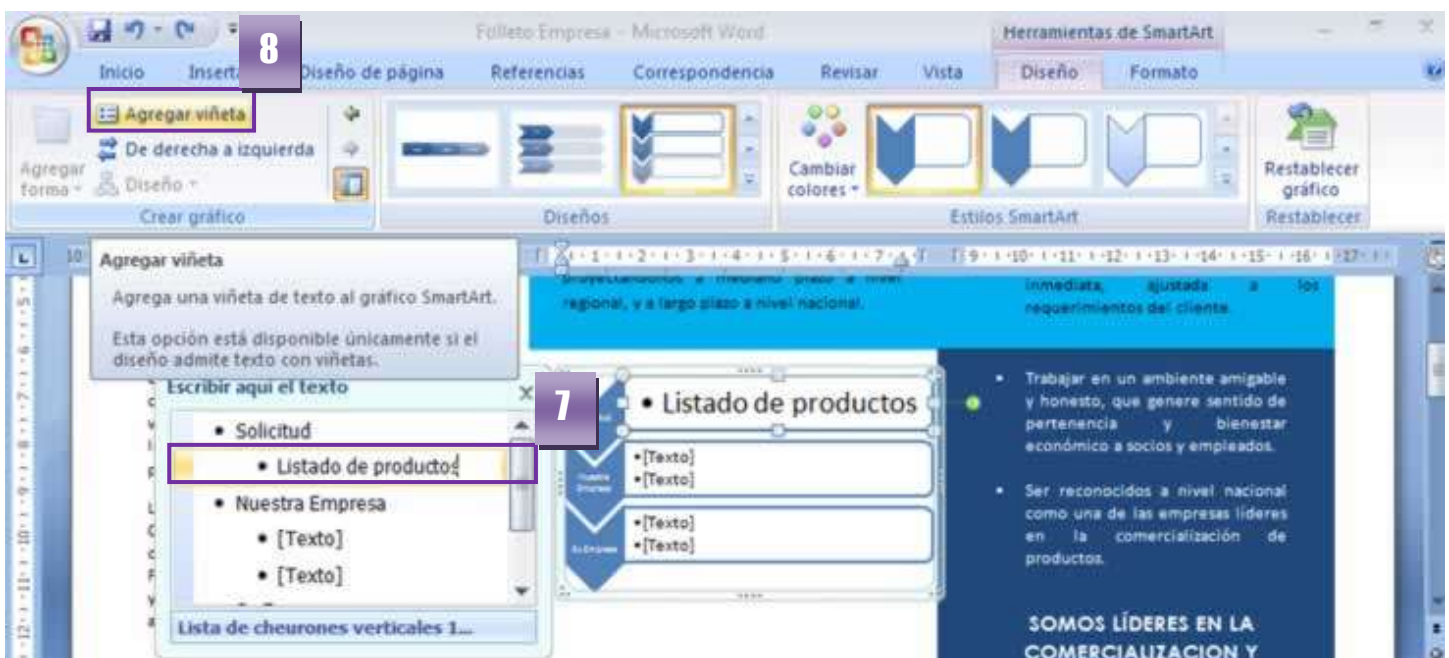 8
Folleto Empresa - Microsoft Word
Herramientas de SmartArt
Inicio
Diseño de página
Referencias
Correspondencia
Revisar
Vista
Diseño
Formato
Agregar viñeta
De derecha a izquierda
Diseño
Agregar forma
Crear gráfico
Diseños
Cambiar colores
Estilos SmartArt
Restablecer gráfico
Restablecer
Agregar viñeta
Agrega una viñeta de texto al gráfico SmartArt.
Esta opción está disponible únicamente si el
diseño admite texto con viñetas.
regional, y a largo plazo a nivel nacional.
inmediata, ajustada a los
requerimientos del cliente.
Escribir aquí el texto
7
• Solicitud
• Listado de productos
• Nuestra Empresa
• [Texto]
• [Texto]
Lista de cheurones verticales 1...
• Listado de productos
•[Texto]
•[Texto]
•[Texto]
•[Texto]
• Trabajar en un ambiente amigable
y honesto, que genere sentido de
pertenencia y bienestar
económico a socios y empleados.
• Ser reconocidos a nivel nacional
como una de las empresas líderes
en la comercialización de
productos.
SOMOS LÍDERES EN LA
COMERCIALIZACION Y